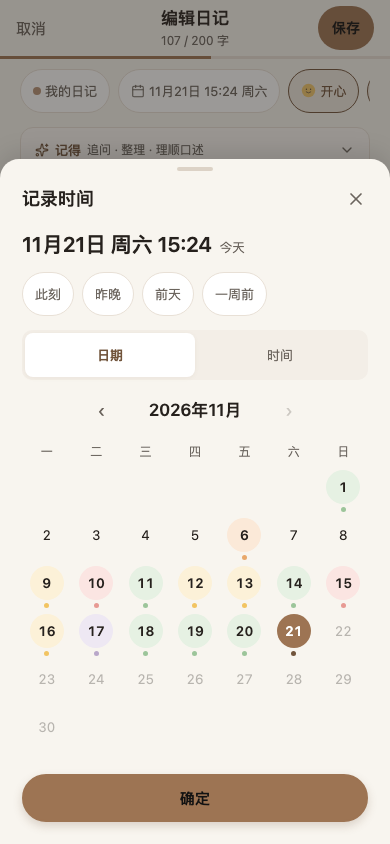 取消
编辑日记
107 / 200 字
保存
我的日记
11月21日 15:24 周六
开心
记得 追问 · 整理 · 理顺口述
记录时间
11月21日 周六 15:24 今天
此刻 昨晚 前天 一周前
日期 时间
‹ 2026年11月 ›
一 二 三 四 五 六 日
1
2 3 4 5 6 7 8
9 10 11 12 13 14 15
16 17 18 19 20 21 22
23 24 25 26 27 28 29
30
确定